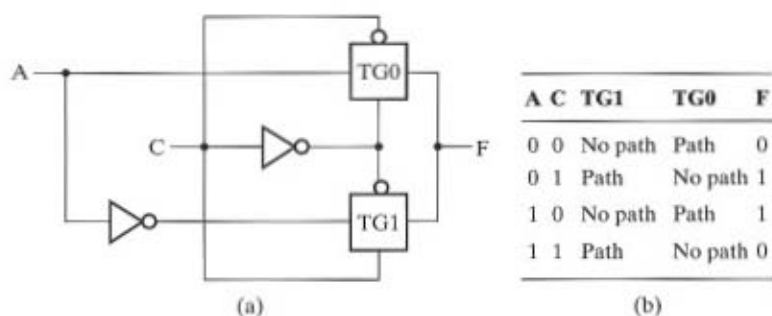 A
TG0
C
F
TG1
(a)
A C TG1 TG0 F
0 0 No path Path 0
0 1 Path No path 1
1 0 No path Path 1
1 1 Path No path 0
(b)